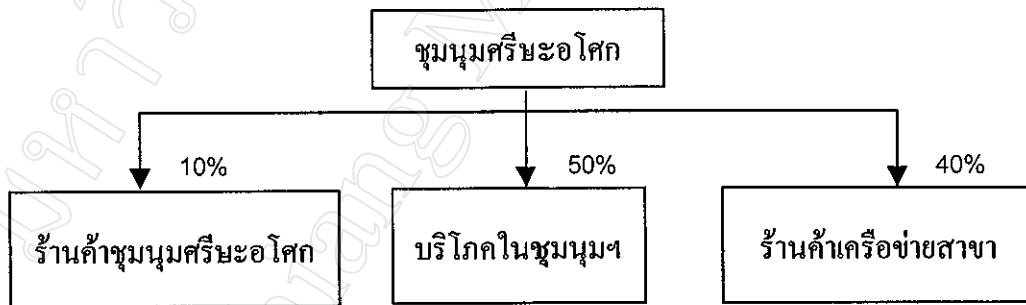 ชุมนุมศรีษะอโศก
10%
50%
40%
ร้านค้าชุมนุมศรีษะอโศก
บริโภคในชุมนุมฯ
ร้านค้าเครือข่ายสาขา